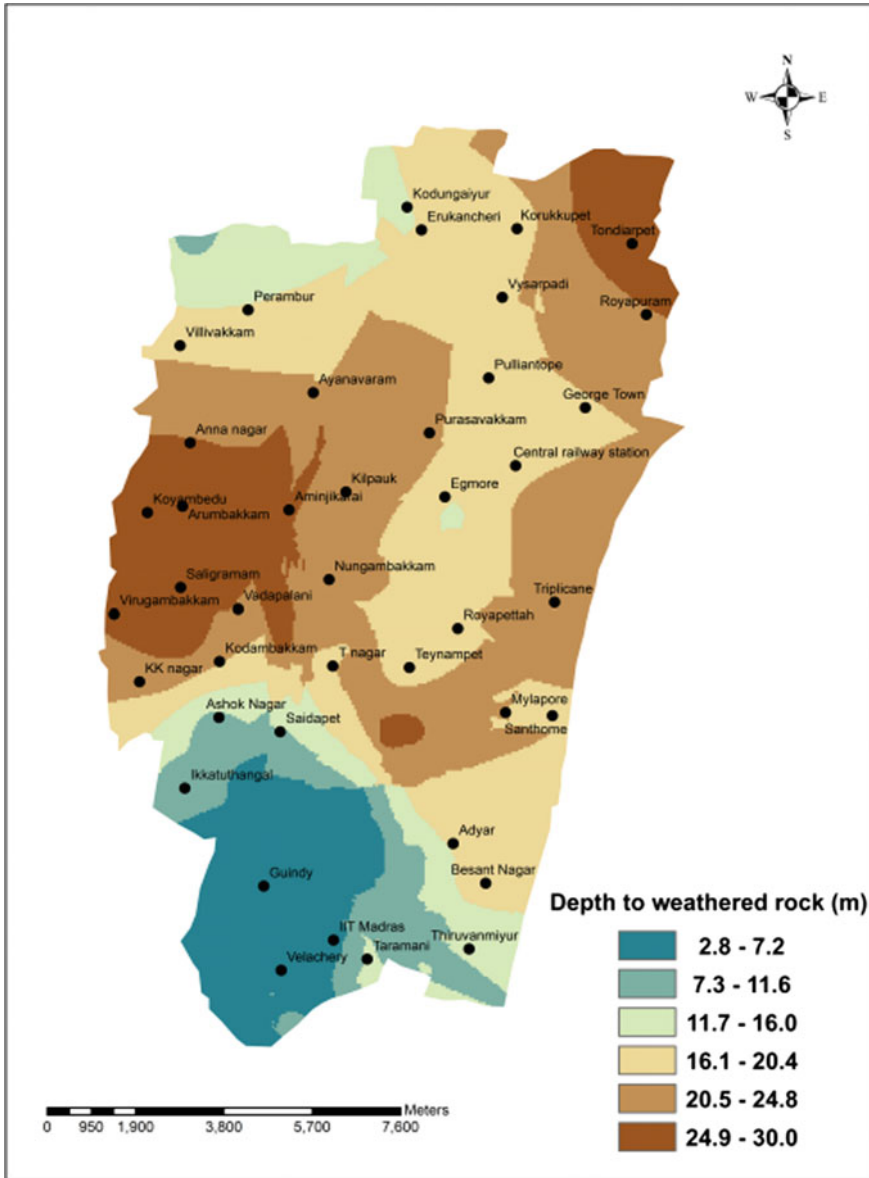 N
W E
S
Kodungaiyur
Erukancheri
Korukkupet
Tondiarpet
Vysarpadi
Perambur
Royapuram
Villivakkam
Pulliantope
Ayanavaram
George Town
Purasavakkam
Anna nagar
Central railway station
Kilpauk
Egmore
Koyambedu
Aminjikarai
Arumbakkam
Nungambakkam
Saligramam
Triplicane
Virugambakkam
Vadapalani
Royapettah
Kodambakkam
T nagar
Teynampet
KK nagar
Mylapore
Ashok Nagar
Saidapet
Santhome
Ikkatuthangal
Adyar
Guindy
Besant Nagar
IIT Madras
Thiruvanmiyur
Taramani
Velachery
Depth to weathered rock (m)
2.8 - 7.2
7.3 - 11.6
11.7 - 16.0
16.1 - 20.4
20.5 - 24.8
24.9 - 30.0
Meters
0 950 1,900 3,800 5,700 7,600